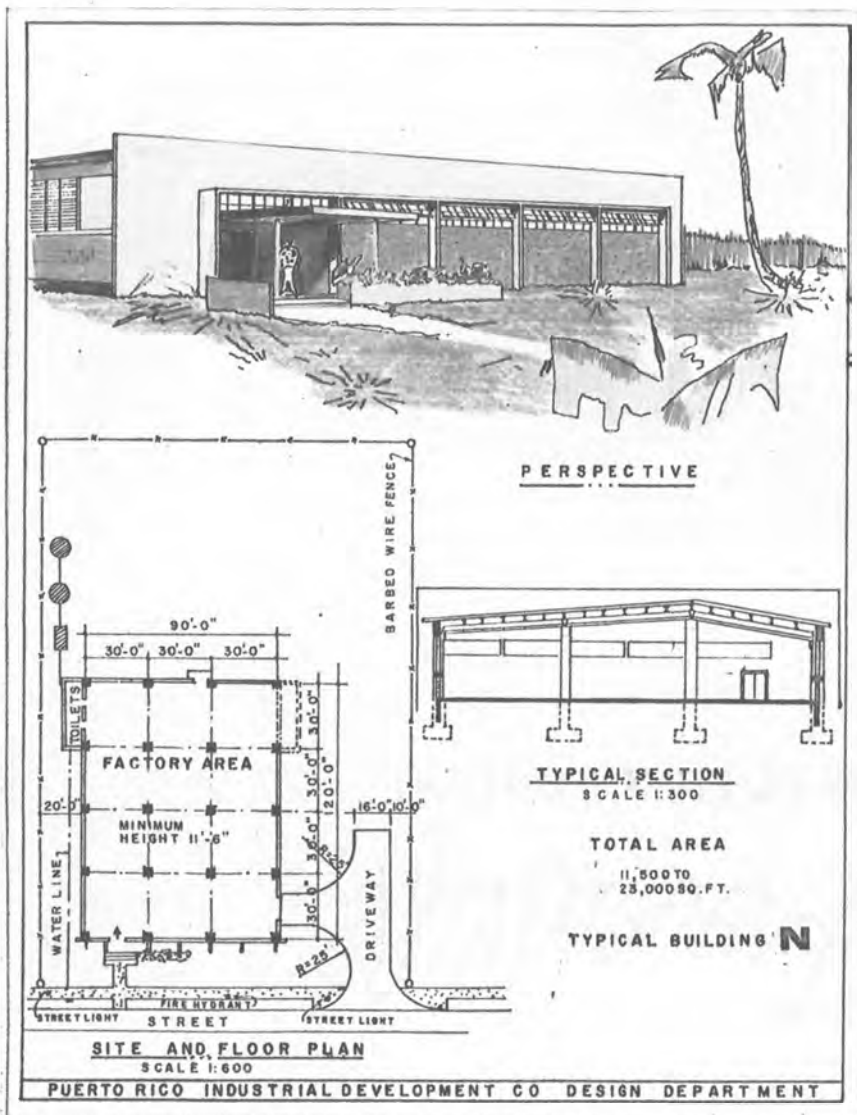 PERSPECTIVE
BARBED WIRE FENCE
90'-0"
30'-0" 30'-0" 30'-0"
TOILETS
FACTORY AREA
30'-0"
30'-0"
30'-0"
30'-0"
120'-0"
20'-0"
16'-0" 10'-0"
MINIMUM
HEIGHT 11'-6"
R=25'
WATER LINE
DRIVEWAY
R=25'
FIRE HYDRANT
STREET LIGHT
STREET
STREET LIGHT
SITE AND FLOOR PLAN
SCALE 1:600
TYPICAL SECTION
SCALE 1:300
TOTAL AREA
11,500 TO
23,000 SQ. FT.
TYPICAL BUILDING N
PUERTO RICO INDUSTRIAL DEVELOPMENT CO DESIGN DEPARTMENT